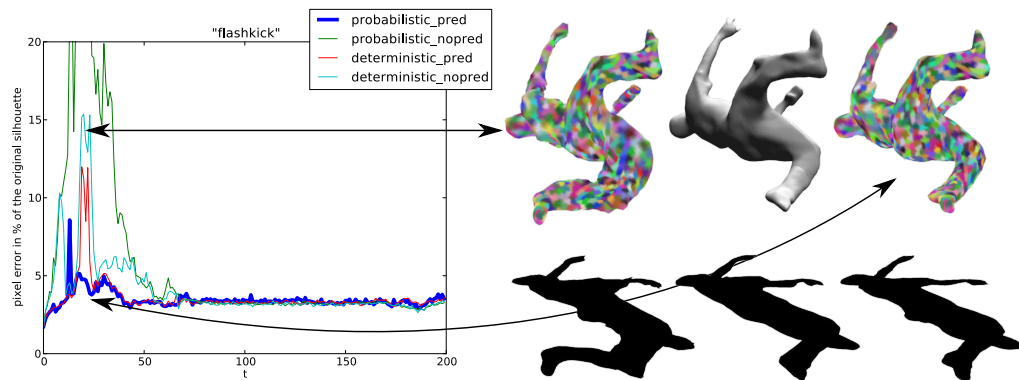 "flashkick"
probabilistic_pred
probabilistic_nopred
deterministic_pred
deterministic_nopred
pixel error in % of the original silhouette
20
15
10
5
0
0 50 100 150 200
t